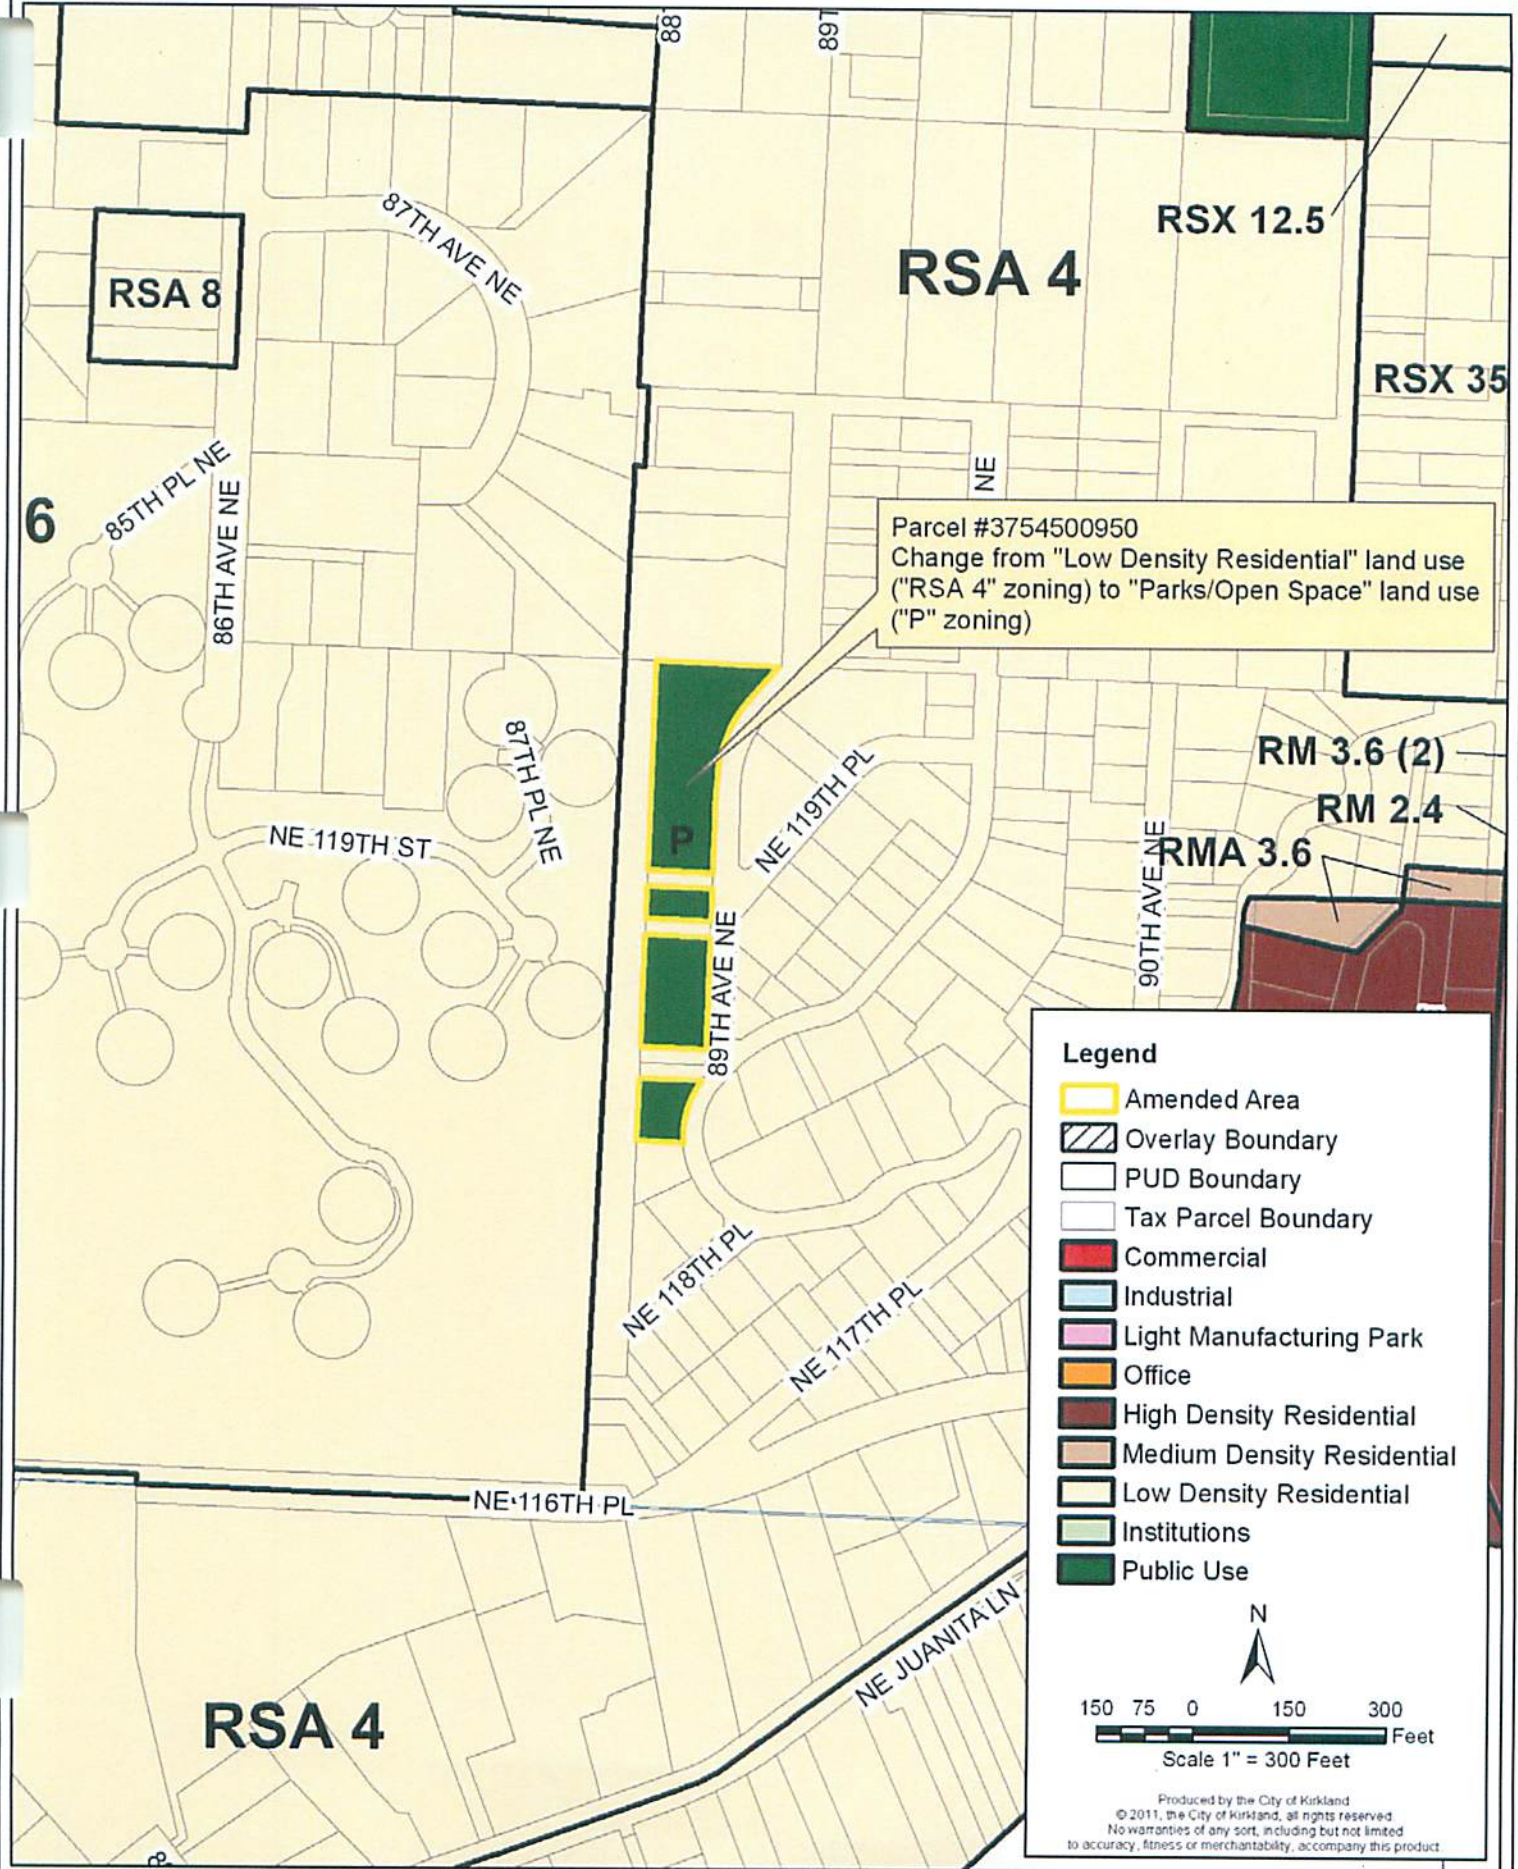 88
89T
RSX 12.5
87TH AVE NE
RSA 4
RSA 8
RSX 35
85TH PL NE
NE
6
86TH AVE NE
Parcel #3754500950
Change from "Low Density Residential" land use
("RSA 4" zoning) to "Parks/Open Space" land use
("P" zoning)
87TH PL NE
RM 3.6 (2)
RM 2.4
NE 119TH PL
NE 119TH ST
P
90TH AVE NE
RMA 3.6
89TH AVE NE
NE 118TH PL
NE 117TH PL
NE 116TH PL
NE JUANITA LN
RSA 4
Legend
Amended Area
Overlay Boundary
PUD Boundary
Tax Parcel Boundary
Commercial
Industrial
Light Manufacturing Park
Office
High Density Residential
Medium Density Residential
Low Density Residential
Institutions
Public Use
N
150 75 0 150 300
Feet
Scale 1" = 300 Feet
Produced by the City of Kirkland
© 2011, the City of Kirkland, all rights reserved.
No warranties of any sort, including but not limited
to accuracy, fitness or merchantability, accompany this product.